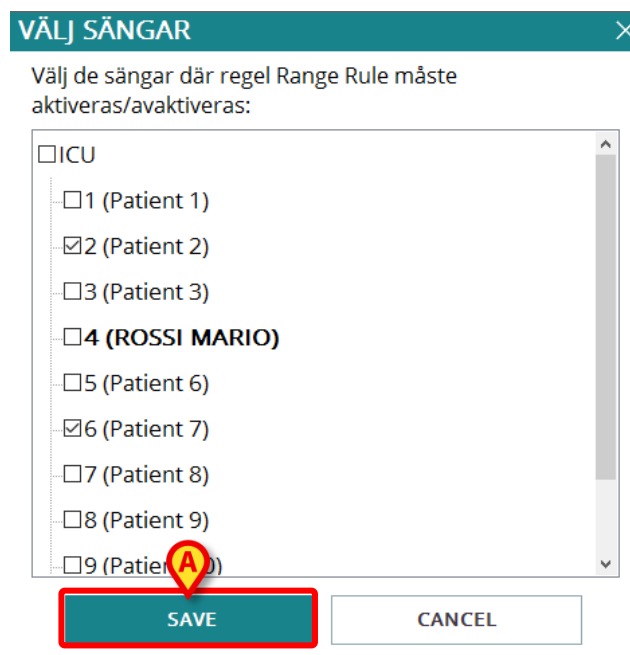 VÄLJ SÄNGAR
Välj de sängar där regel Range Rule måste
aktiveras/avaktiveras:
ICU
1 (Patient 1)
2 (Patient 2)
3 (Patient 3)
4 (ROSSI MARIO)
5 (Patient 6)
6 (Patient 7)
7 (Patient 8)
8 (Patient 9)
9 (Patien 0)
A
SAVE
CANCEL